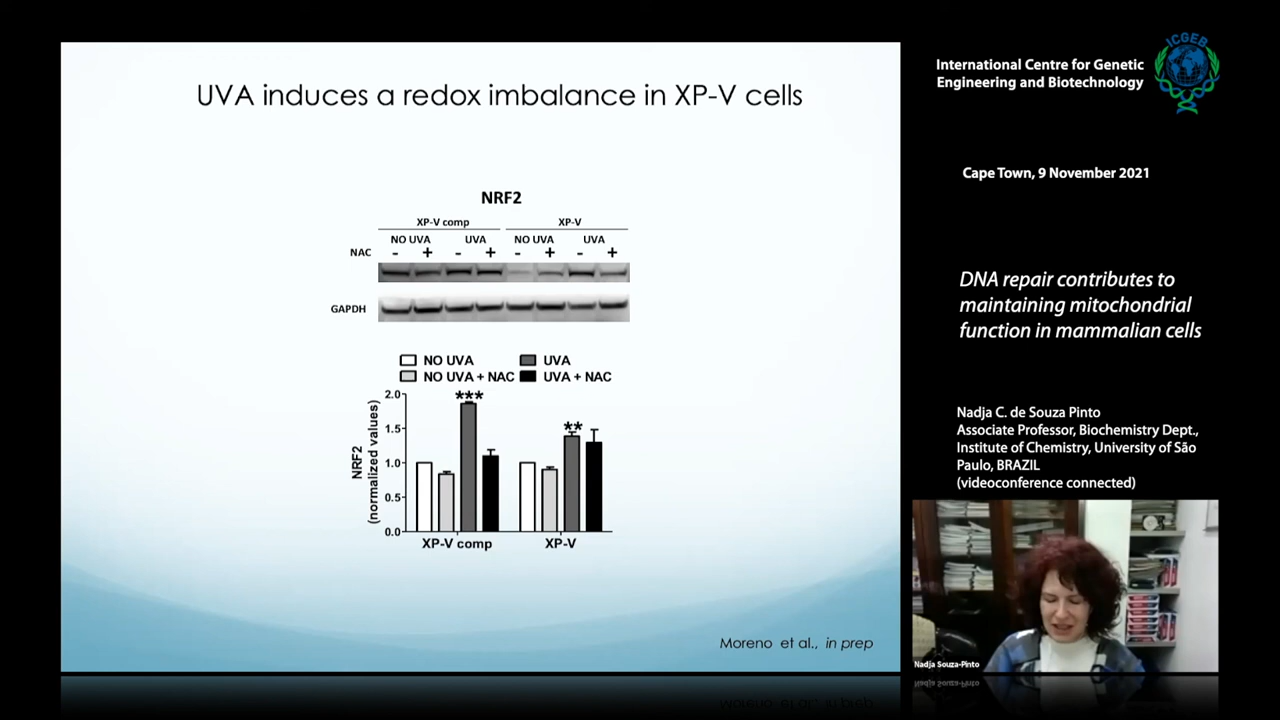 UVA induces a redox imbalance in XP-V cells
NRF2
XP-V comp XP-V
NO UVA UVA NO UVA UVA
NAC - + - + - + - +
GAPDH
NO UVA UVA
NO UVA + NAC UVA + NAC
NRF2
(normalized values)
2.0
1.5
1.0
0.5
0.0
*** **
XP-V comp XP-V
Moreno et al., in prep
International Centre for Genetic
Engineering and Biotechnology
ICGEB
Cape Town, 9 November 2021
DNA repair contributes to
maintaining mitochondrial
function in mammalian cells
Nadja C. de Souza Pinto
Associate Professor, Biochemistry Dept.,
Institute of Chemistry, University of São
Paulo, BRAZIL
(videoconference connected)
Nadja Souza-Pinto